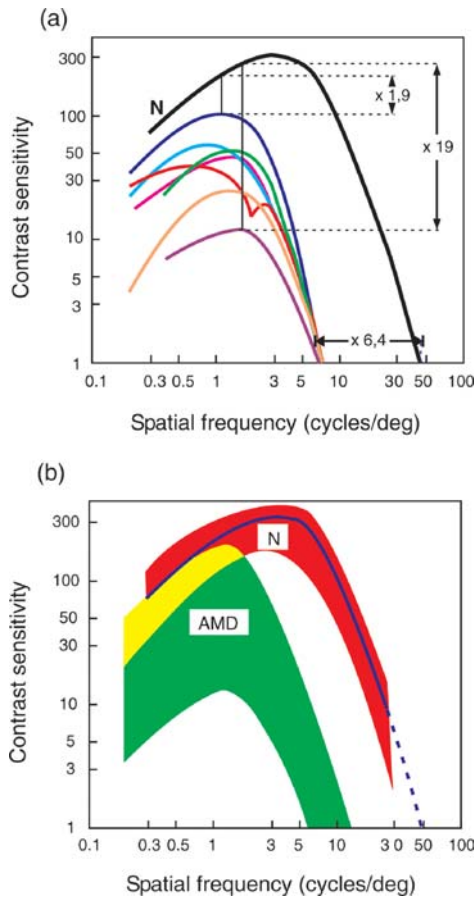 (a)
300
100
50
30
10
5
3
1
N
x 1,9
x 19
x 6,4
0.1 0.3 0.5 1 3 5 10 30 50 100
Contrast sensitivity
Spatial frequency (cycles/deg)
(b)
300
100
50
30
10
5
3
1
N
AMD
0.1 0.3 0.5 1 3 5 10 3 0 50 100
Contrast sensitivity
Spatial frequency (cycles/deg)